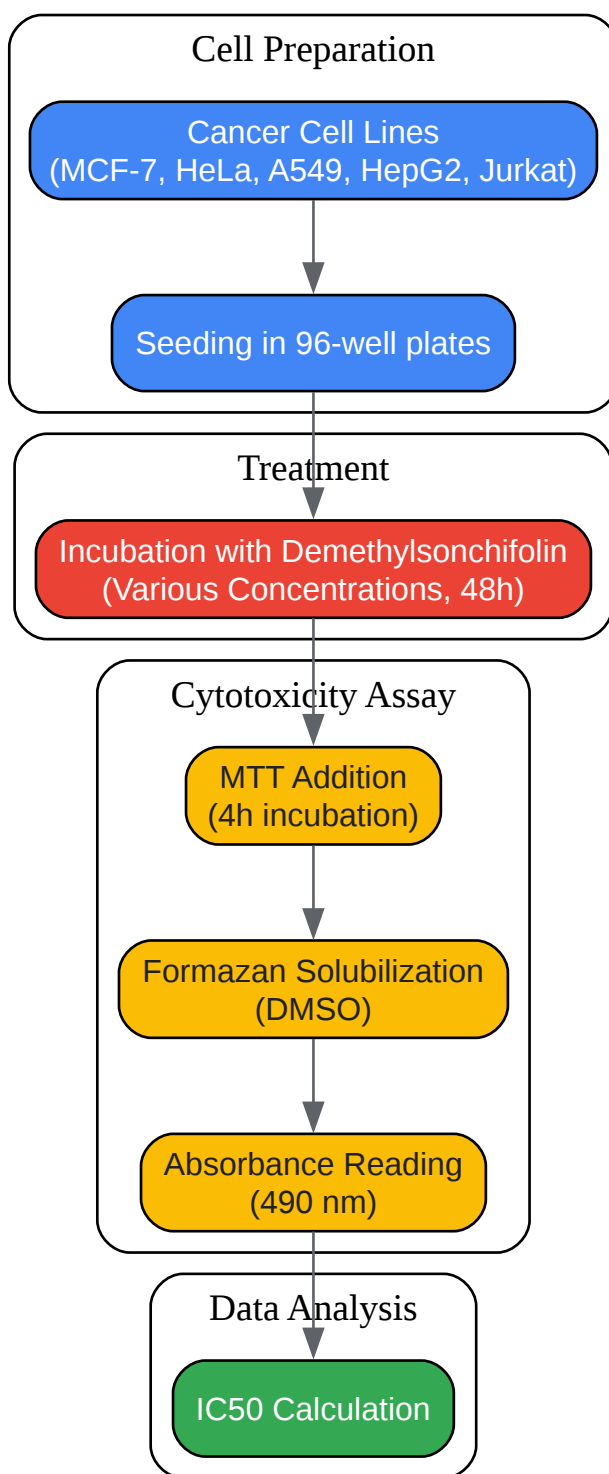 Cell Preparation
Cancer Cell Lines
(MCF-7, HeLa, A549, HepG2, Jurkat)
Seeding in 96-well plates
Treatment
Incubation with Demethylsonchifolin
(Various Concentrations, 48h)
Cytotoxicity Assay
MTT Addition
(4h incubation)
Formazan Solubilization
(DMSO)
Absorbance Reading
(490 nm)
Data Analysis
IC50 Calculation